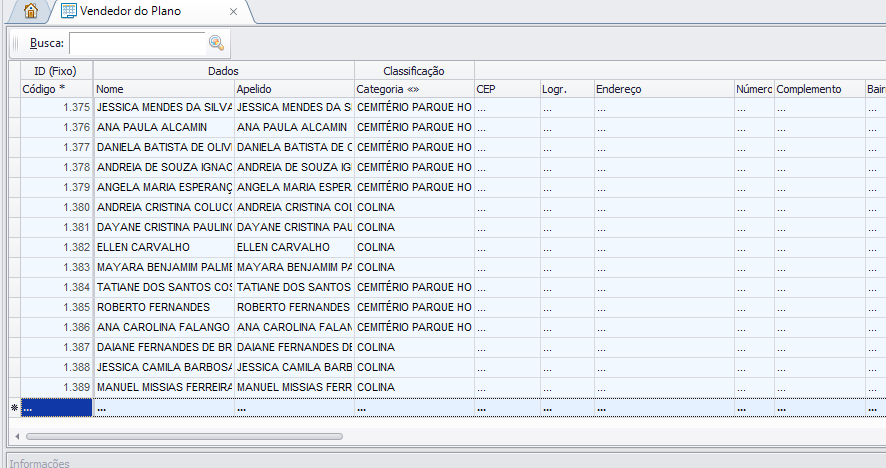 Vendedor do Plano
Busca:
ID (Fixo) Dados Classificação
Código * Nome Apelido Categoria «» CEP Logr. Endereço Número Complemento
1.375 JESSICA MENDES DA SILVA JESSICA MENDES DA CEMITÉRIO PARQUE HO ... ... ... ... ... ...
1.376 ANA PAULA ALCAMIN ANA PAULA ALCAMIN CEMITÉRIO PARQUE HO ... ... ... ... ... ...
1.377 DANIELA BATISTA DE OLIV DANIELA BATISTA DE CEMITÉRIO PARQUE HO ... ... ... ... ... ...
1.378 ANDREIA DE SOUZA IGNAC ANDREIA DE SOUZA IG CEMITÉRIO PARQUE HO ... ... ... ... ... ...
1.379 ANGELA MARIA ESPERANÇ ANGELA MARIA ESPER CEMITÉRIO PARQUE HO ... ... ... ... ... ...
1.380 ANDREIA CRISTINA COLUC ANDREIA CRISTINA COL COLINA ... ... ... ... ... ...
1.381 DAYANE CRISTINA PAULIN DAYANE CRISTINA PAU COLINA ... ... ... ... ... ...
1.382 ELLEN CARVALHO ELLEN CARVALHO COLINA ... ... ... ... ... ...
1.383 MAYARA BENJAMIM PALM MAYARA BENJAMIM PA COLINA ... ... ... ... ... ...
1.384 TATIANE DOS SANTOS COS TATIANE DOS SANTOS CEMITÉRIO PARQUE HO ... ... ... ... ... ...
1.385 ROBERTO FERNANDES ROBERTO FERNANDES CEMITÉRIO PARQUE HO ... ... ... ... ... ...
1.386 ANA CAROLINA FALANGO ANA CAROLINA FALAN CEMITÉRIO PARQUE HO ... ... ... ... ... ...
1.387 DAIANE FERNANDES DE BR DAIANE FERNANDES DE COLINA ... ... ... ... ... ...
1.388 JESSICA CAMILA BARBOSA JESSICA CAMILA BARB COLINA ... ... ... ... ... ...
1.389 MANUEL MISSIAS FERREIRA MANUEL MISSIAS FERR COLINA ... ... ... ... ... ...
* ... ... ... ... ... ... ... ... ... ...
Informações